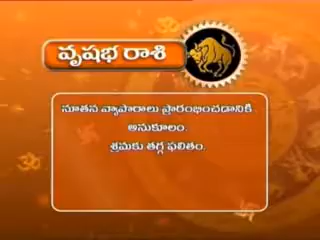 వృషభ రాశి
నూతన వ్యాపారాలు ప్రారంభించడానికి
అనుకూలం.
శ్రమకు తగ్గ ఫలితం.